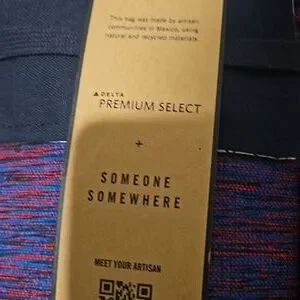 This bag was made by artisan
communities in Mexico, using
natural and recycled materials.
DELTA
PREMIUM SELECT
+
SOMEONE
SOMEWHERE
MEET YOUR ARTISAN